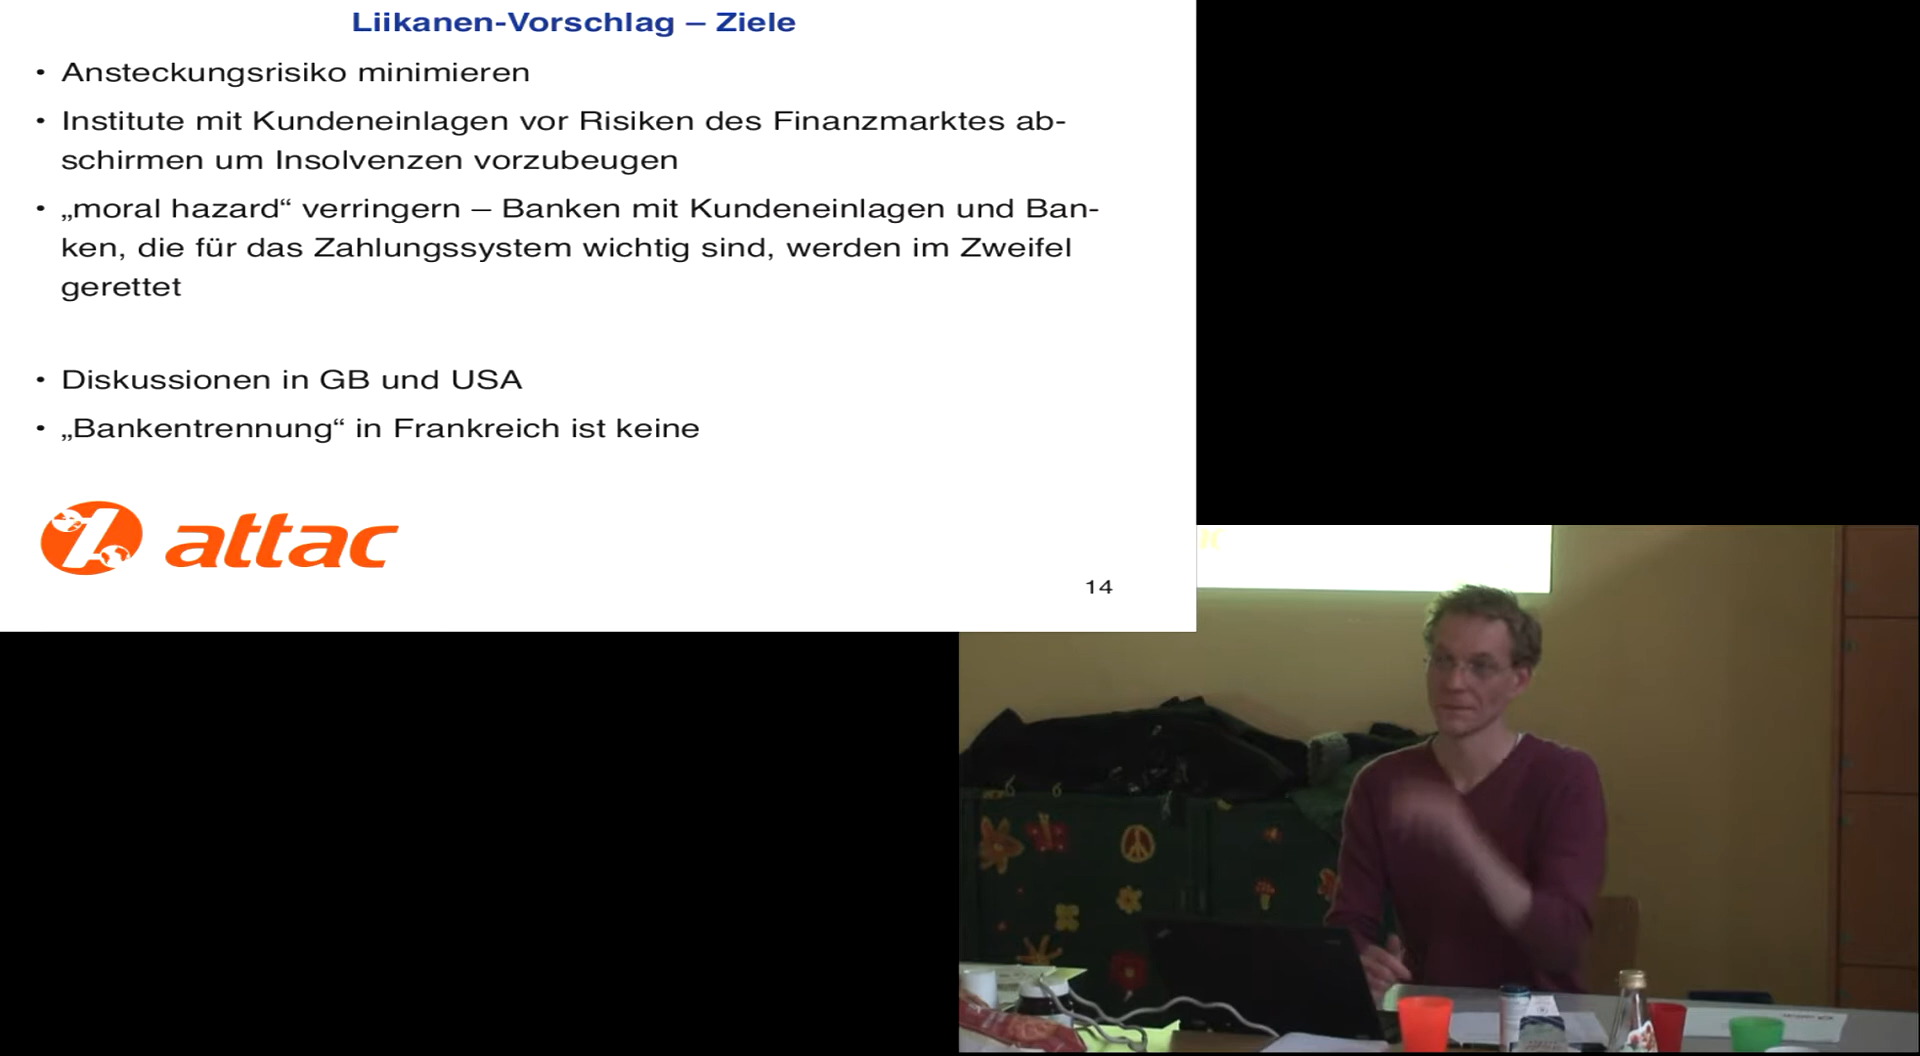 Liikanen-Vorschlag – Ziele
• Ansteckungsrisiko minimieren
• Institute mit Kundeneinlagen vor Risiken des Finanzmarktes ab-
schirmen um Insolvenzen vorzubeugen
• „moral hazard“ verringern – Banken mit Kundeneinlagen und Ban-
ken, die für das Zahlungssystem wichtig sind, werden im Zweifel
gerettet
• Diskussionen in GB und USA
• „Bankentrennung“ in Frankreich ist keine
attac
14